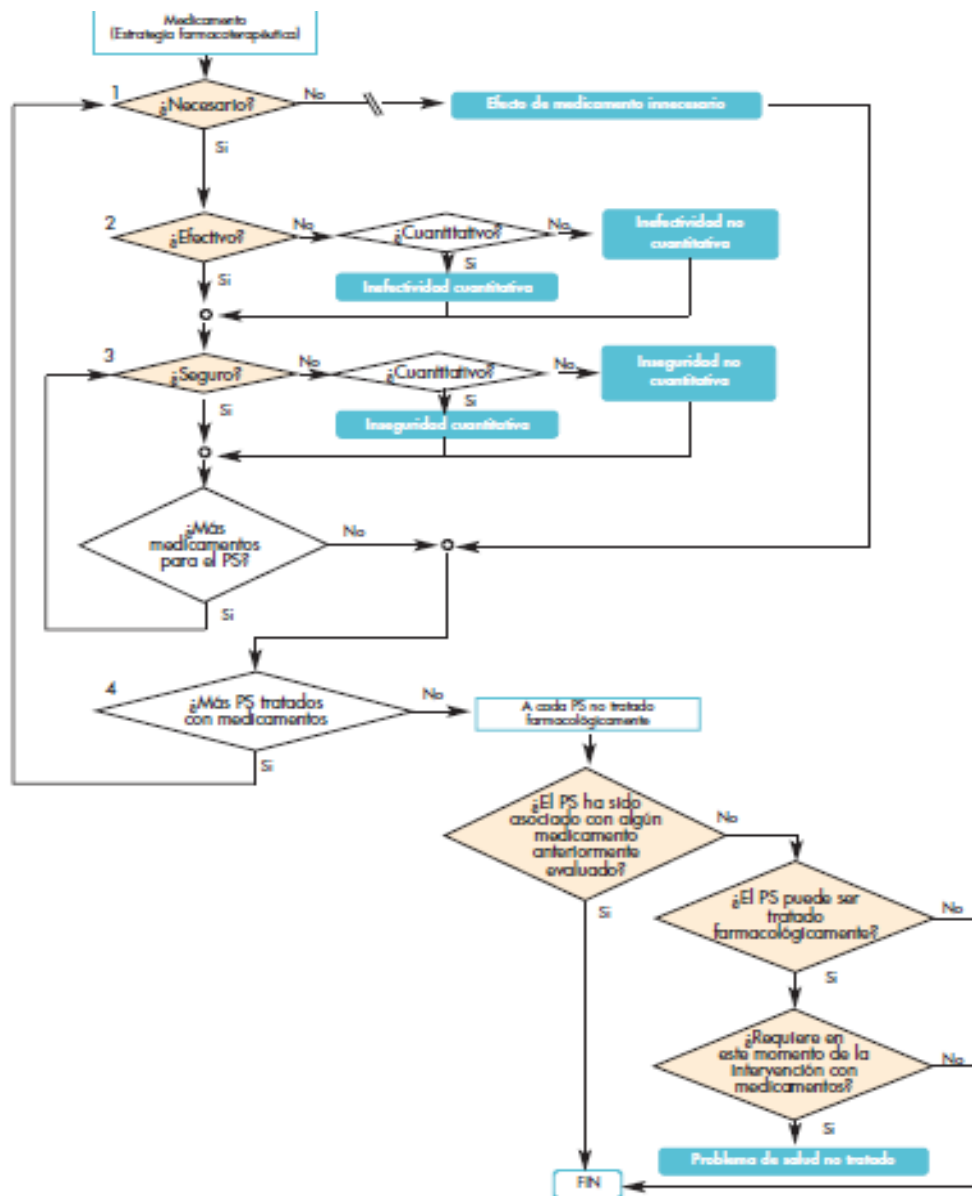 Medicamento
(Estrategia farmacoterapéutica)
1
¿Necesario?
No
Efecto de medicamento innecesario
Si
2
¿Efectivo?
No
¿Cuantitativo?
No
Inefectividad no
cuantitativa
Si
Si
Inefectividad cuantitativa
3
¿Seguro?
No
¿Cuantitativo?
No
Inseguridad no
cuantitativa
Si
Si
Inseguridad cuantitativa
¿Más
medicamentos
para el PS?
No
Si
4
¿Más PS tratados
con medicamentos
No
A cada PS no tratado
farmacológicamente
Si
¿El PS ha sido
asociado con algún
medicamento
anteriormente
evaluado?
No
Si
¿El PS puede ser
tratado
farmacológicamente?
No
Si
¿Requiere en
este momento de la
intervención con
medicamentos?
No
Si
Problema de salud no tratado
FIN